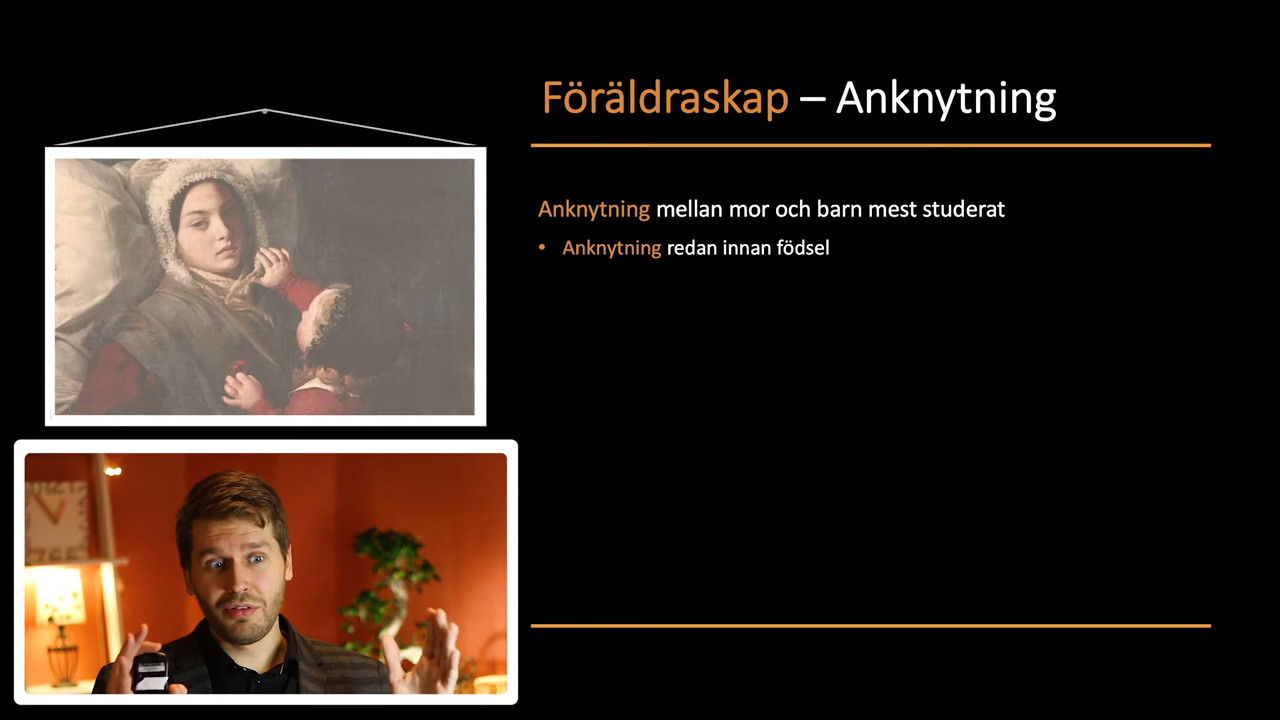 Föräldraskap – Anknytning
Anknytning mellan mor och barn mest studerat
• Anknytning redan innan födsel